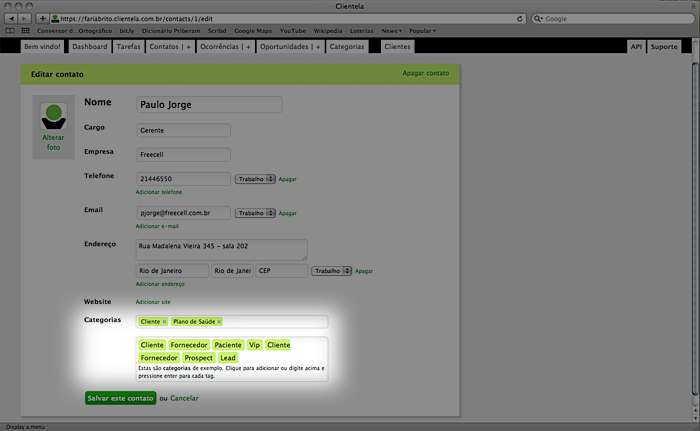 Clientela
https://fariabrito.clientela.com.br/contacts/1/edit
Conversor d...Ortográfico bit.ly Dicionário Priberam Scribd Google Maps YouTube Wikipedia Loterias News Popular
Bem vindo! Dashboard Tarefas Contatos | + Ocorrências | + Oportunidades | + Categorias Clientes API Suporte
Editar contato Apagar contato
Nome Paulo Jorge
Alterar foto
Cargo Gerente
Empresa Freecell
Telefone 21446550 Trabalho Apagar
Adicionar telefone
Email pjorge@freecell.com.br Trabalho Apagar
Adicionar e-mail
Endereço Rua Madalena Vieira 345 - sala 202
Rio de Janeiro Rio de Janei CEP Trabalho Apagar
Adicionar endereço
Website Adicionar site
Categorias Cliente × Plano de Saúde ×
Cliente Fornecedor Paciente Vip Cliente
Fornecedor Prospect Lead
Estas são categorias de exemplo. Clique para adicionar ou digite acima e
pressione enter para cada tag.
Salvar este contato ou Cancelar
Display a menu